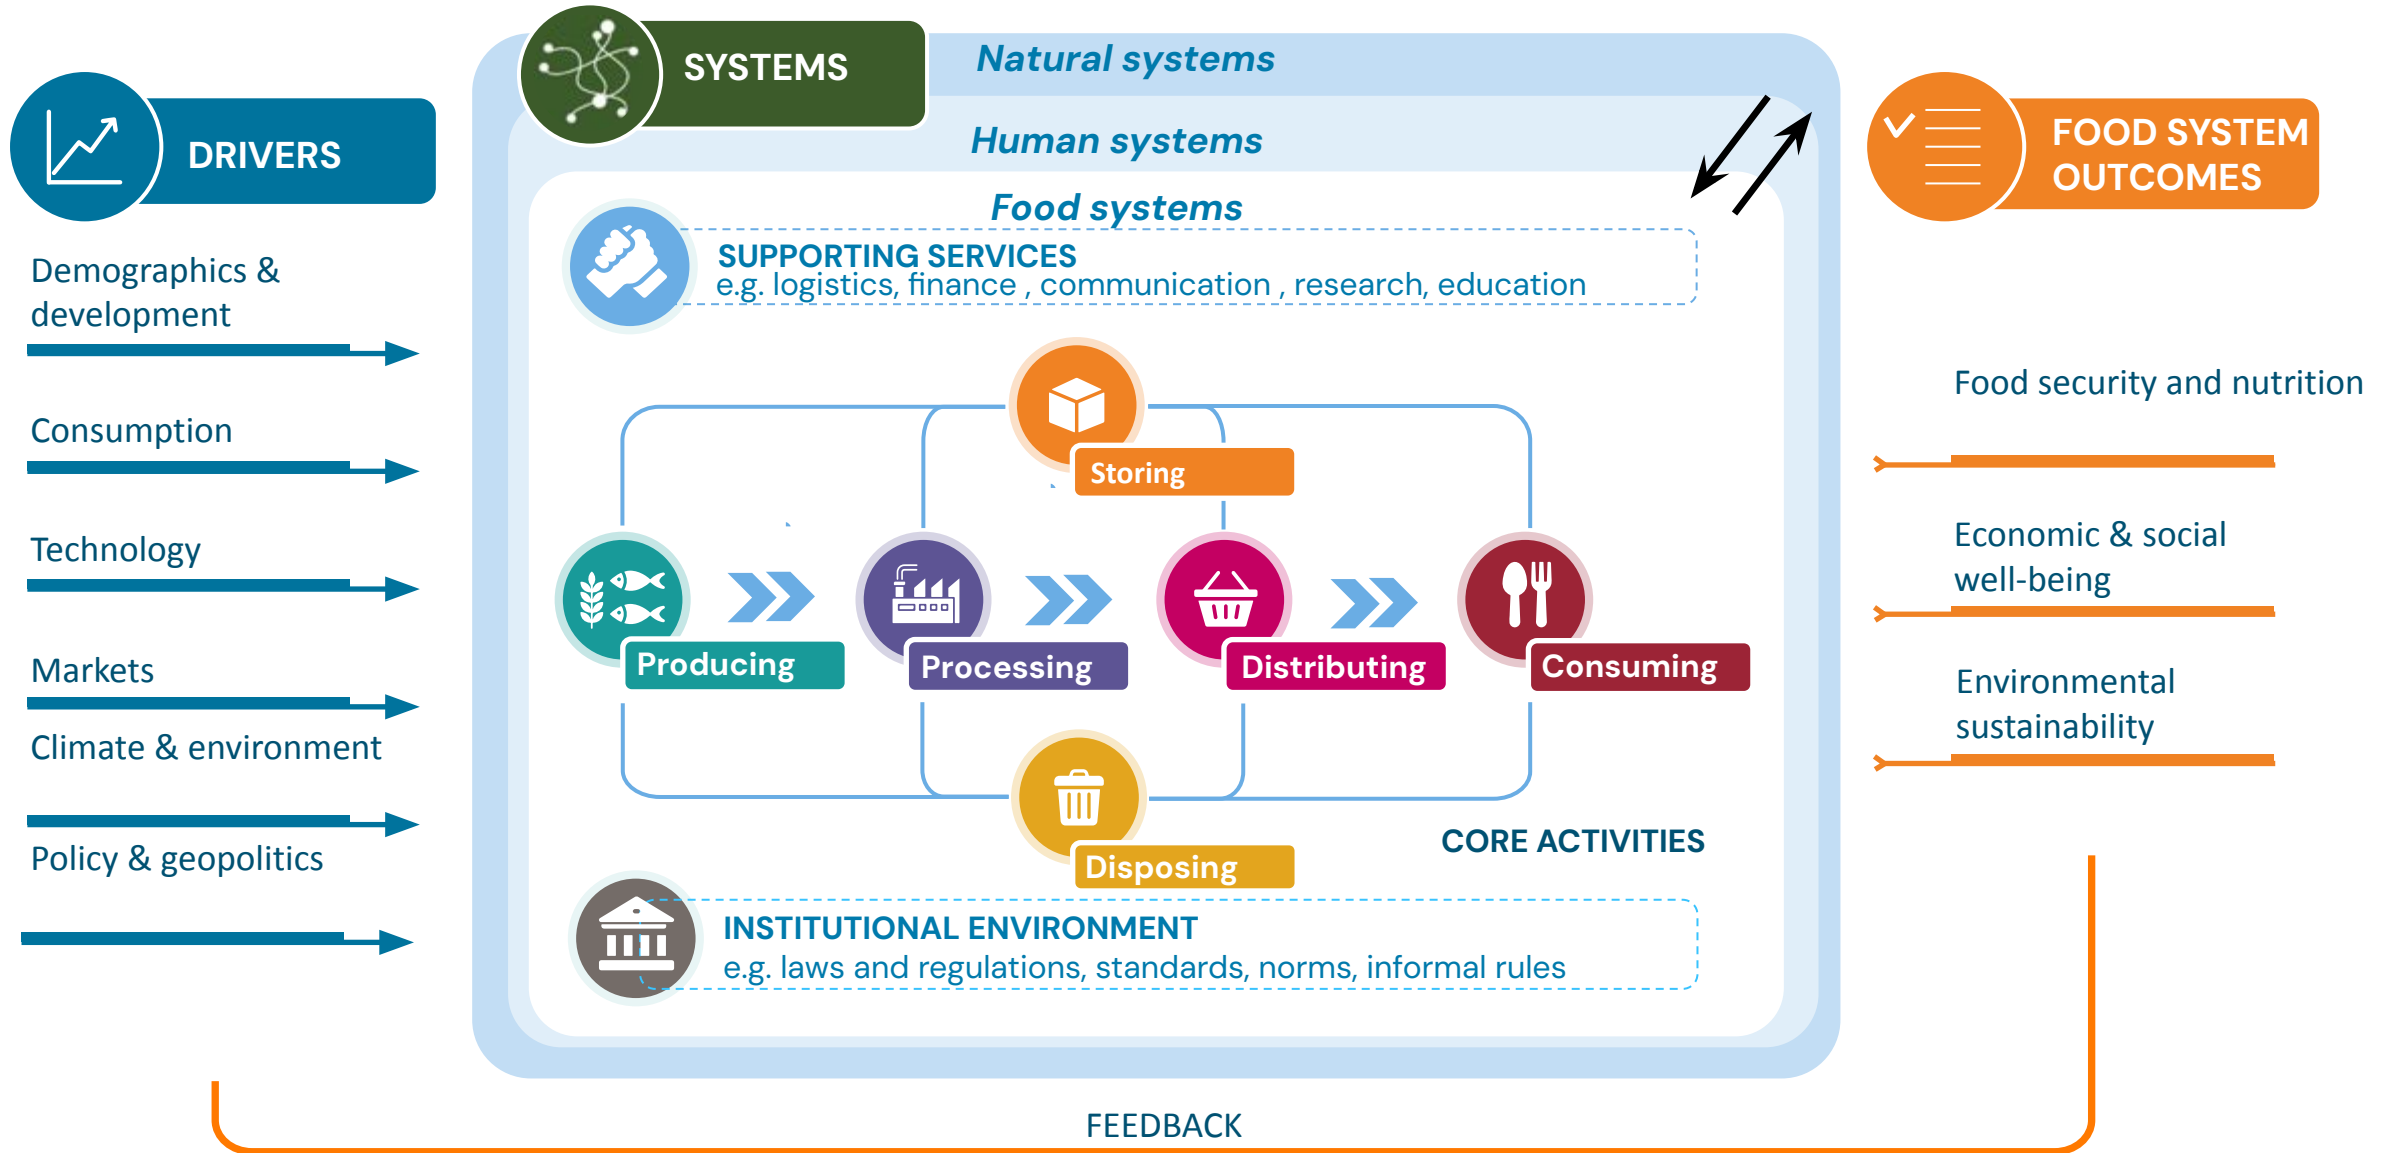 DRIVERS
Demographics &
development
Consumption
Technology
Markets
Climate & environment
Policy & geopolitics
SYSTEMS
Natural systems
Human systems
Food systems
SUPPORTING SERVICES
e.g. logistics, finance , communication , research, education
Storing
Producing
Processing
Distributing
Consuming
Disposing
CORE ACTIVITIES
INSTITUTIONAL ENVIRONMENT
e.g. laws and regulations, standards, norms, informal rules
FOOD SYSTEM
OUTCOMES
Food security and nutrition
Economic & social
well-being
Environmental
sustainability
FEEDBACK